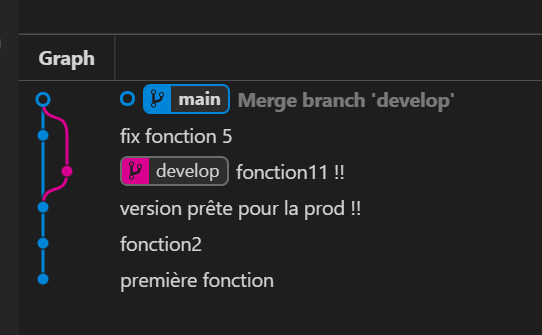 Graph
main Merge branch 'develop'
fix fonction 5
develop fonction11 !!
version prête pour la prod !!
fonction2
première fonction